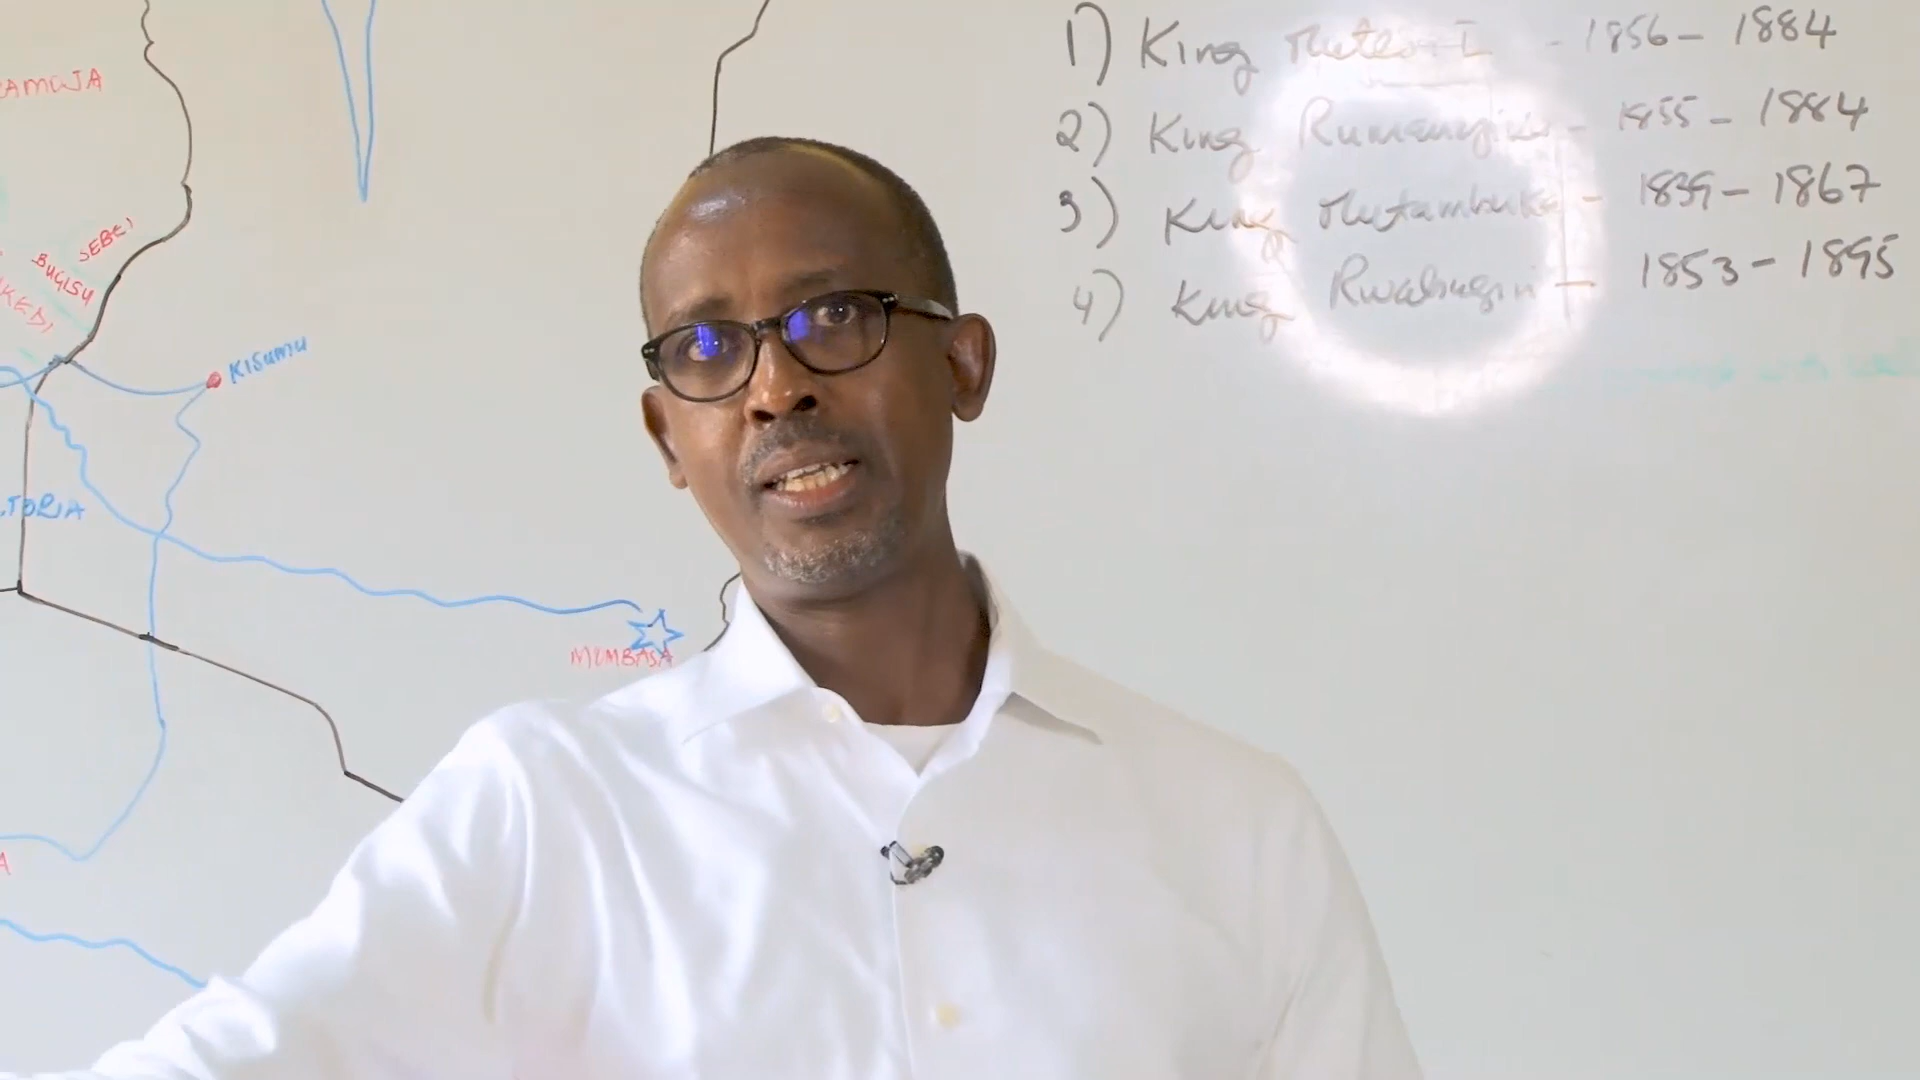 AMOJA
SEBEI
BUGISU
KEDI
KISUMU
TORIA
MUMBASA
A
1) King Mutesa I - 1856 - 1884
2) King Rumanyika - 1855 - 1884
3) King Mutambuka - 1839 - 1867
4) King Rwabugiri - 1853 - 1895